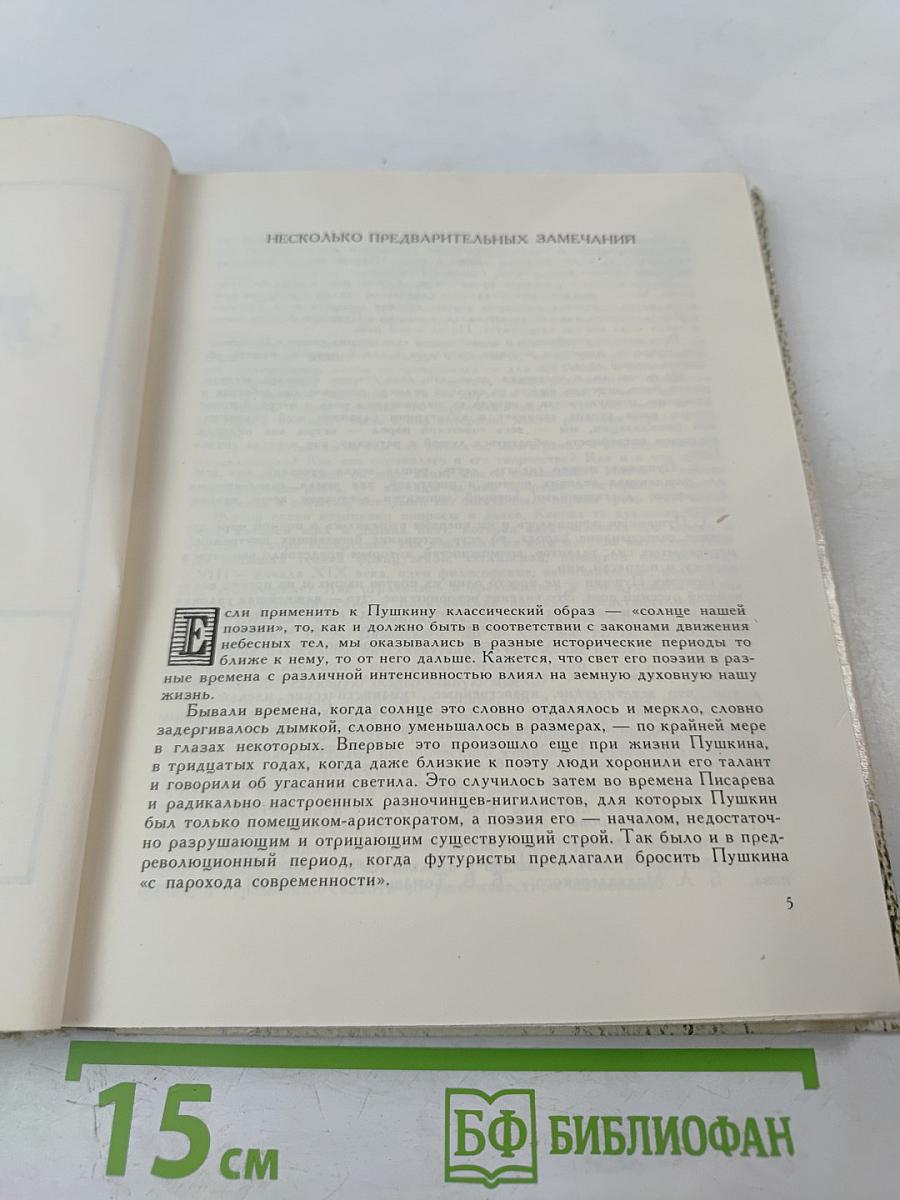 НЕСКОЛЬКО ПРЕДВАРИТЕЛЬНЫХ ЗАМЕЧАНИЙ
Если применить к Пушкину классический образ — «солнце нашей
поэзии», то, как и должно быть в соответствии с законами движения
небесных тел, мы оказывались в разные исторические периоды то
ближе к нему, то от него дальше. Кажется, что свет его поэзии в раз-
ные времена с различной интенсивностью влиял на земную духовную нашу
жизнь.
Бывали времена, когда солнце это словно отдалялось и меркло, словно
задергивалось дымкой, словно уменьшалось в размерах, — по крайней мере
в глазах некоторых. Впервые это произошло еще при жизни Пушкина,
в тридцатых годах, когда даже близкие к поэту люди хоронили его талант
и говорили об угасании светила. Это случилось затем во времена Писарева
и радикально настроенных разночинцев-нигилистов, для которых Пушкин
был только помещиком-аристократом, а поэзия его — началом, недостаточ-
но разрушающим и отрицающим существующий строй. Так было и в пред-
революционный период, когда футуристы предлагали бросить Пушкина
«с парохода современности».
5
15 см
БФ БИБЛИОФАН